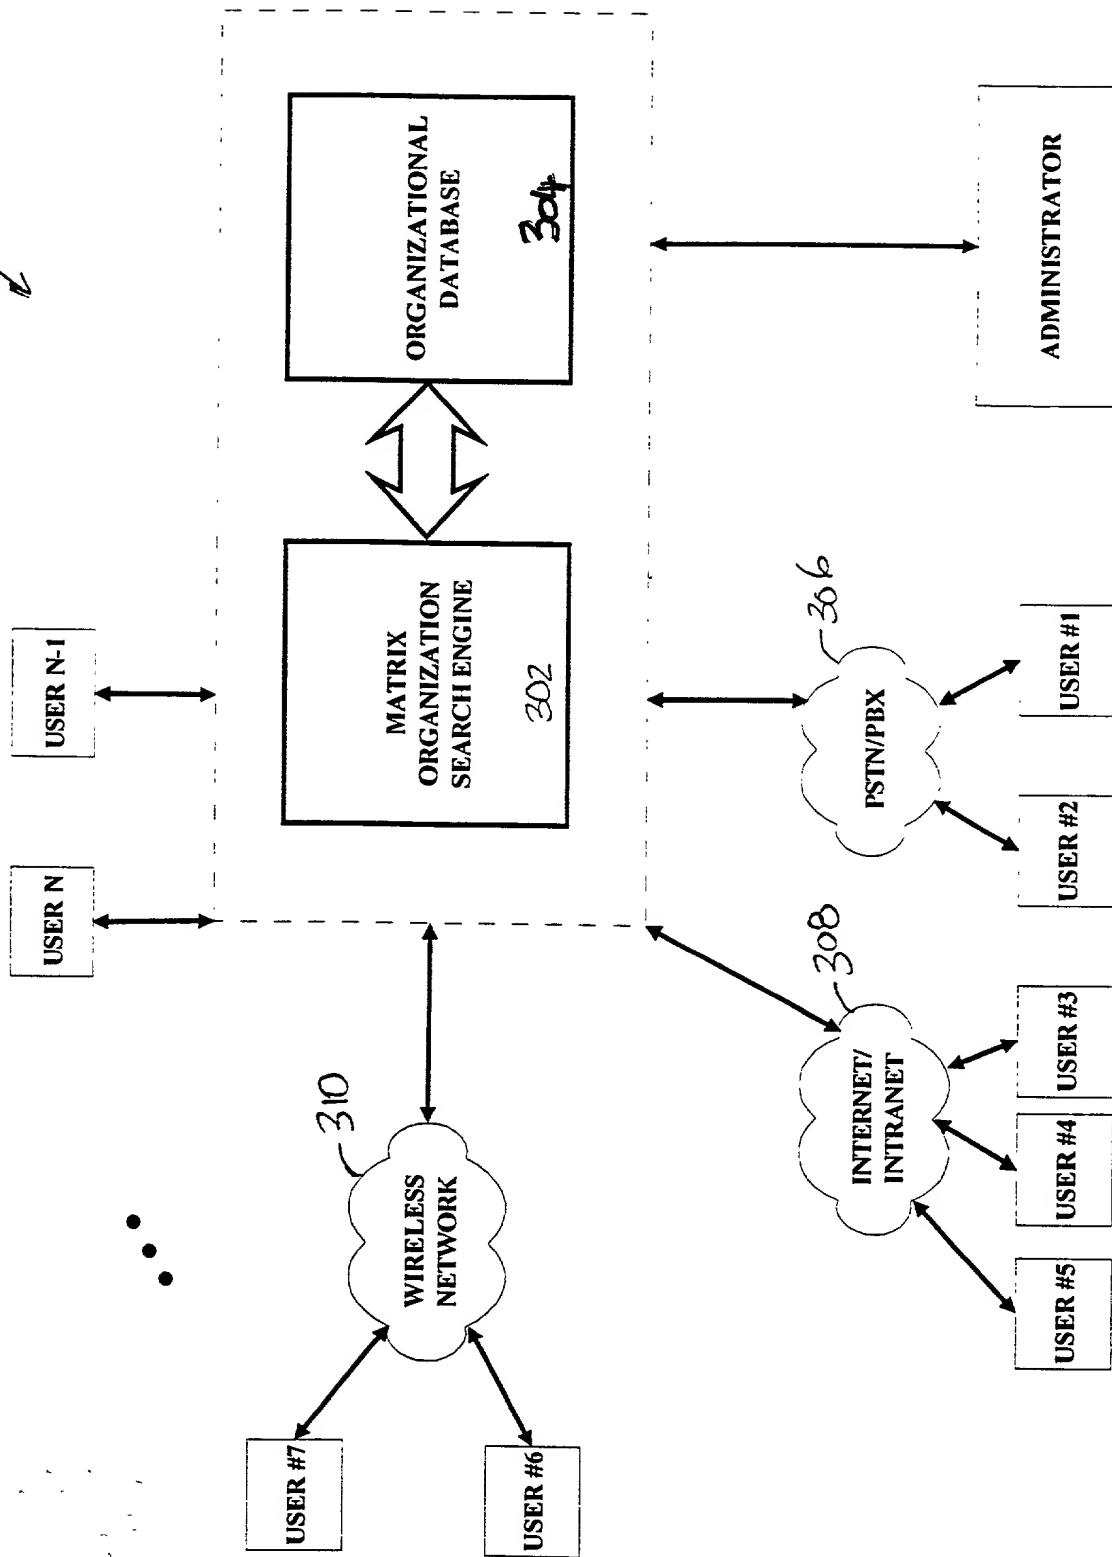 USER #7
USER #6
WIRELESS
NETWORK
310
USER N
USER N-1
MATRIX
ORGANIZATION
SEARCH ENGINE
302
ORGANIZATIONAL
DATABASE
304
INTERNET/
INTRANET
308
PSTN/PBX
306
USER #5
USER #4
USER #3
USER #2
USER #1
ADMINISTRATOR